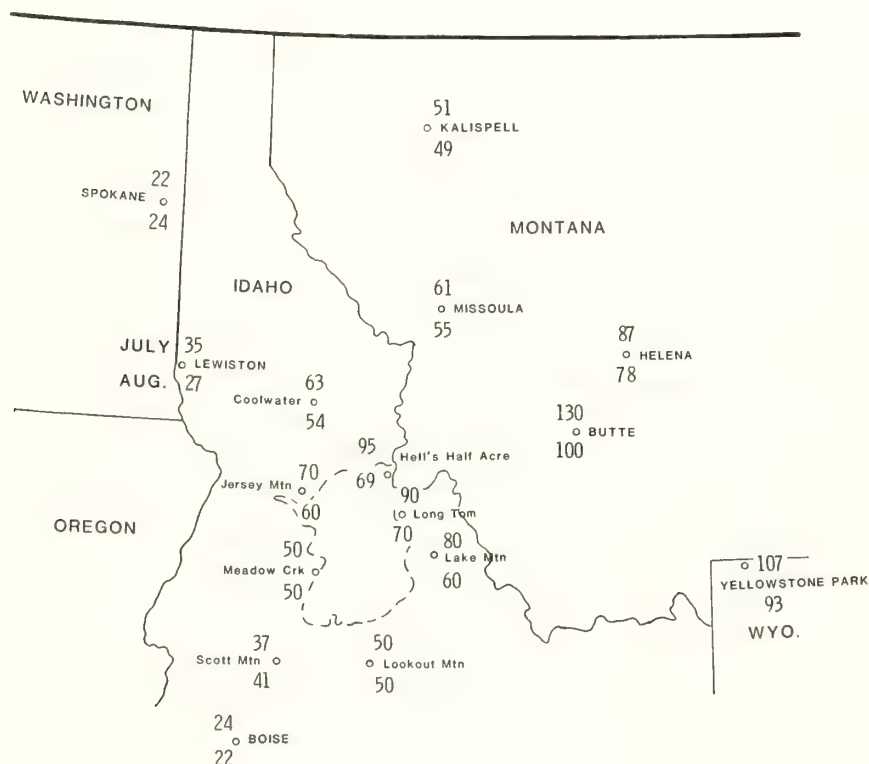 WASHINGTON
51
KALISPELL
49
22
SPOKANE
24
MONTANA
IDAHO
61
MISSOULA
55
JULY 35
LEWISTON
AUG. 27
87
HELENA
78
63
Coolwater
54
130
BUTTE
100
95
Hell's Half Acre
69
70
Jersey Mtn
60
90
Long Tom
70
OREGON
50
Meadow Crk
50
80
Lake Mtn
60
107
YELLOWSTONE PARK
93
WYO.
37
Scott Mtn
41
50
Lookout Mtn
50
24
BOISE
22